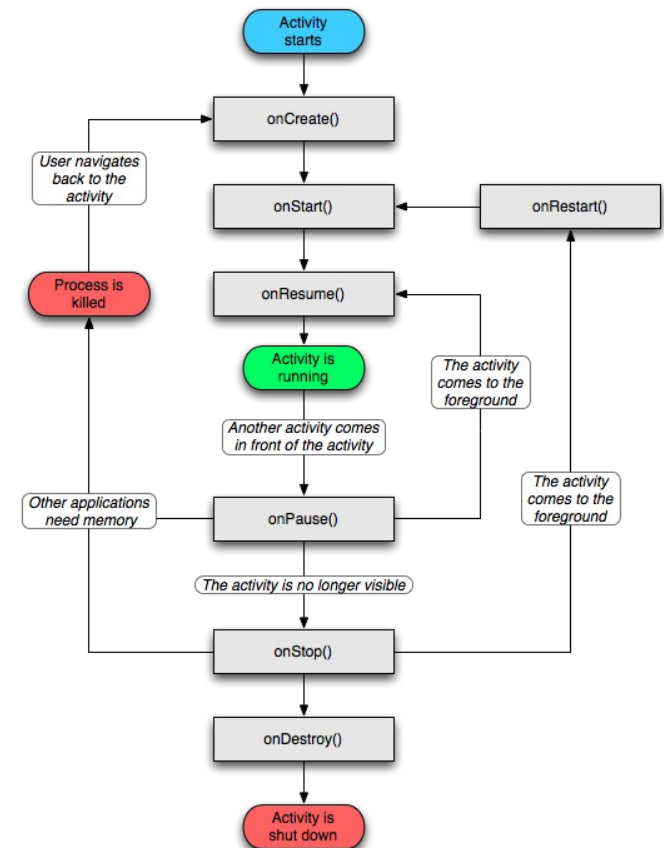 Activity
starts
onCreate()
User navigates
back to the
activity
onStart()
onRestart()
Process is
killed
onResume()
Activity is
running
The activity
comes to the
foreground
Another activity comes
in front of the activity
The activity
comes to the
foreground
Other applications
need memory
onPause()
The activity is no longer visible
onStop()
onDestroy()
Activity is
shut down